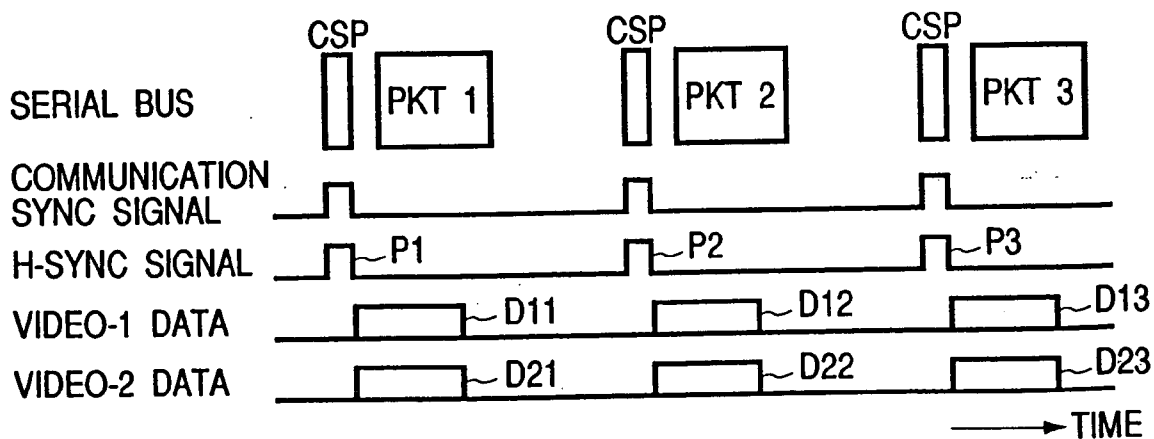 CSP CSP CSP
SERIAL BUS PKT 1 PKT 2 PKT 3
COMMUNICATION
SYNC SIGNAL
H-SYNC SIGNAL P1 P2 P3
VIDEO-1 DATA D11 D12 D13
VIDEO-2 DATA D21 D22 D23
TIME